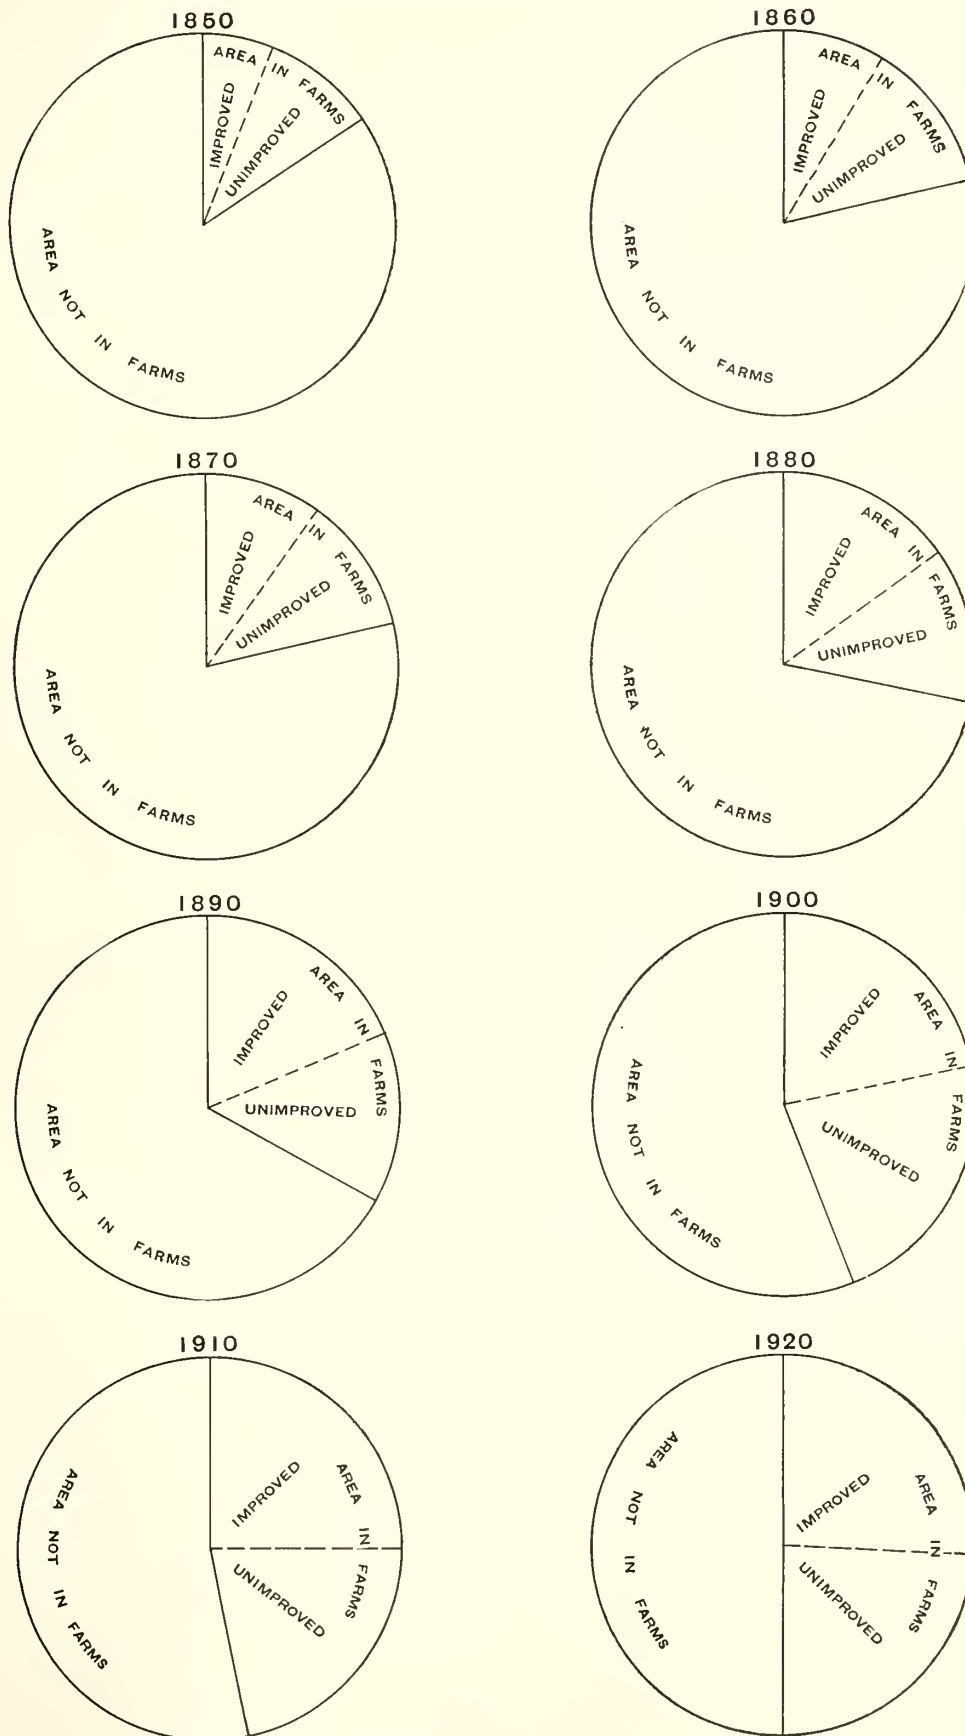 1850
AREA IN FARMS
IMPROVED
UNIMPROVED
AREA NOT IN FARMS
1860
AREA IN FARMS
IMPROVED
UNIMPROVED
AREA NOT IN FARMS
1870
AREA IN FARMS
IMPROVED
UNIMPROVED
AREA NOT IN FARMS
1880
AREA IN FARMS
IMPROVED
UNIMPROVED
AREA NOT IN FARMS
1890
AREA IN FARMS
IMPROVED
UNIMPROVED
AREA NOT IN FARMS
1900
AREA IN FARMS
IMPROVED
UNIMPROVED
AREA NOT IN FARMS
1910
AREA IN FARMS
IMPROVED
UNIMPROVED
AREA NOT IN FARMS
1920
AREA IN FARMS
IMPROVED
UNIMPROVED
AREA NOT IN FARMS